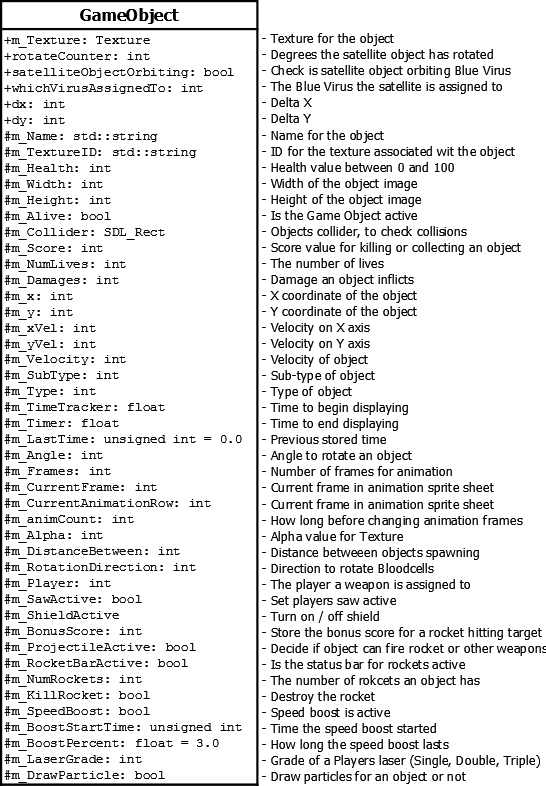 GameObject
+m_Texture: Texture - Texture for the object
+rotateCounter: int - Degrees the satellite object has rotated
+satelliteObjectOrbiting: bool - Check is satellite object orbiting Blue Virus
+whichVirusAssignedTo: int - The Blue Virus the satellite is assigned to
+dx: int - Delta X
+dy: int - Delta Y
#m_Name: std::string - Name for the object
#m_TextureID: std::string - ID for the texture associated wit the object
#m_Health: int - Health value between 0 and 100
#m_Width: int - Width of the object image
#m_Height: int - Height of the object image
#m_Alive: bool - Is the Game Object active
#m_Collider: SDL_Rect - Objects collider, to check collisions
#m_Score: int - Score value for killing or collecting an object
#m_NumLives: int - The number of lives
#m_Damages: int - Damage an object inflicts
#m_x: int - X coordinate of the object
#m_y: int - Y coordinate of the object
#m_xVel: int - Velocity on X axis
#m_yVel: int - Velocity on Y axis
#m_Velocity: int - Velocity of object
#m_SubType: int - Sub-type of object
#m_Type: int - Type of object
#m_TimeTracker: float - Time to begin displaying
#m_Timer: float - Time to end displaying
#m_LastTime: unsigned int = 0.0 - Previous stored time
#m_Angle: int - Angle to rotate an object
#m_Frames: int - Number of frames for animation
#m_CurrentFrame: int - Current frame in animation sprite sheet
#m_CurrentAnimationRow: int - Current frame in animation sprite sheet
#m_animCount: int - How long before changing animation frames
#m_Alpha: int - Alpha value for Texture
#m_DistanceBetween: int - Distance betweeen objects spawning
#m_RotationDirection: int - Direction to rotate Bloodcells
#m_Player: int - The player a weapon is assigned to
#m_SawActive: bool - Set players saw active
#m_ShieldActive - Turn on / off shield
#m_BonusScore: int - Store the bonus score for a rocket hitting target
#m_ProjectileActive: bool - Decide if object can fire rocket or other weapons
#m_RocketBarActive: bool - Is the status bar for rockets active
#m_NumRockets: int - The number of rokcets an object has
#m_KillRocket: bool - Destroy the rocket
#m_SpeedBoost: bool - Speed boost is active
#m_BoostStartTime: unsigned int - Time the speed boost started
#m_BoostPercent: float = 3.0 - How long the speed boost lasts
#m_LaserGrade: int - Grade of a Players laser (Single, Double, Triple)
#m_DrawParticle: bool - Draw particles for an object or not